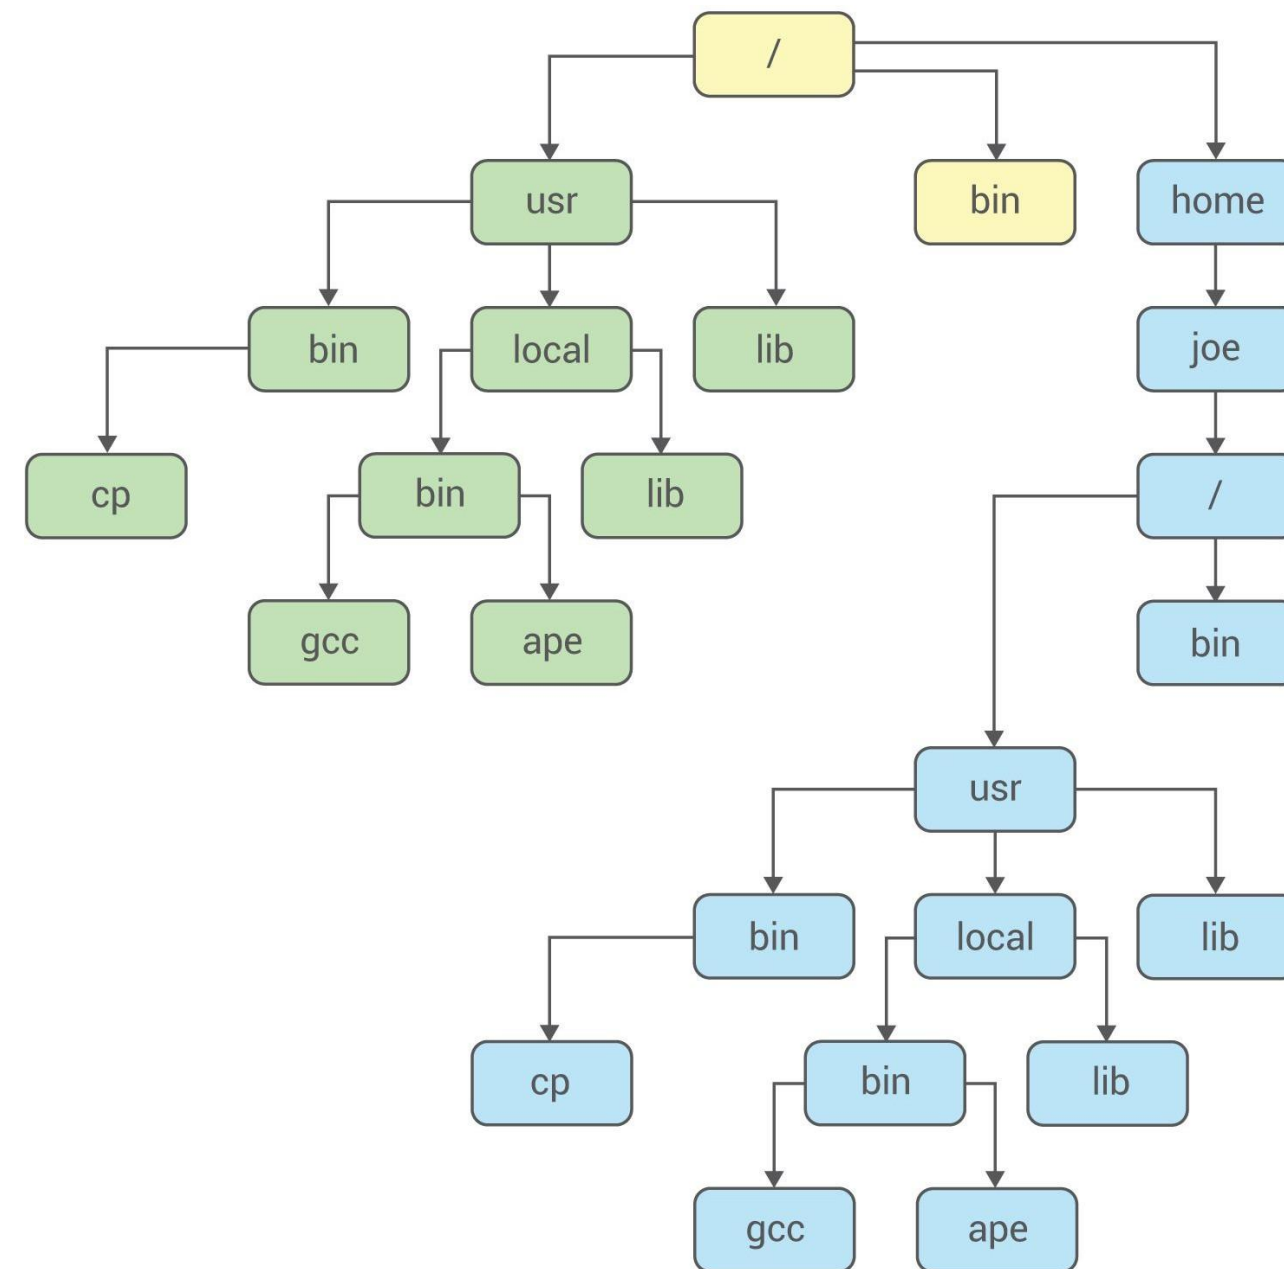 /
usr
bin
home
bin
local
lib
joe
cp
bin
lib
/
gcc
ape
bin
usr
bin
local
lib
cp
bin
lib
gcc
ape